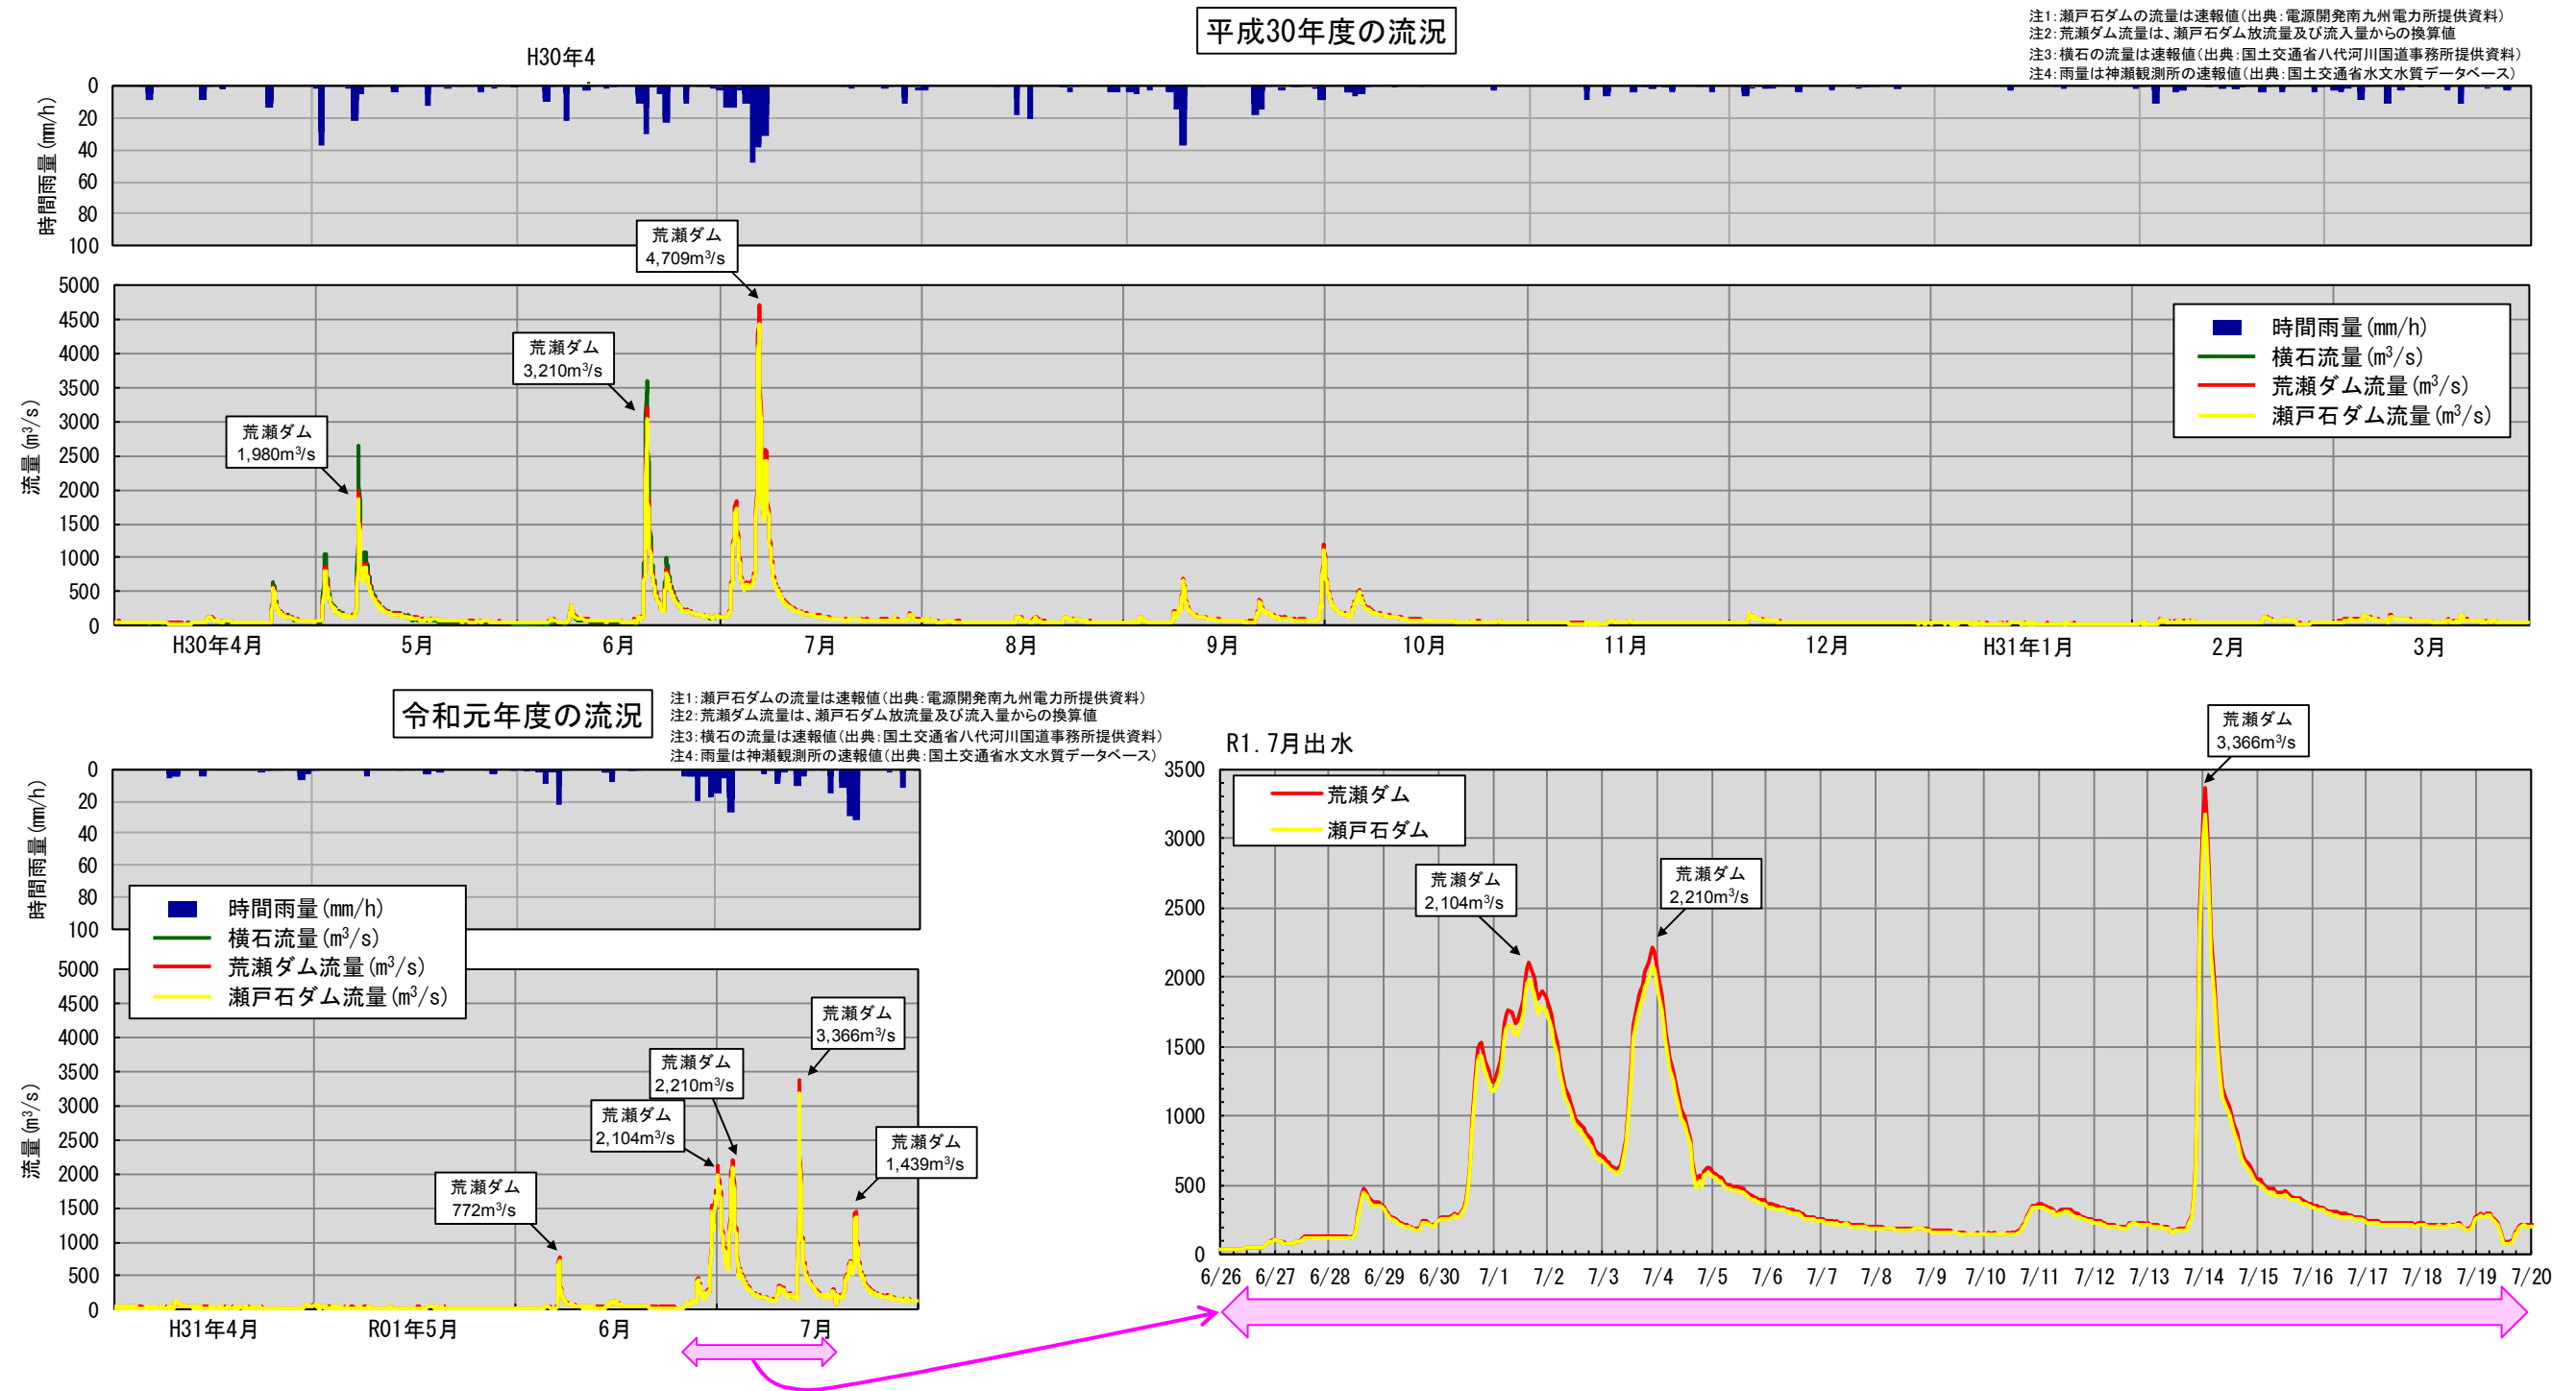 平成30年度の流況
注1:瀬戸石ダムの流量は速報値(出典:電源開発南九州電力所提供資料)
注2:荒瀬ダム流量は、瀬戸石ダム放流量及び流入量からの換算値
注3:横石の流量は速報値(出典:国土交通省八代河川国道事務所提供資料)
注4:雨量は神瀬観測所の速報値(出典:国土交通省水文水質データベース)
H30年4
時間雨量(mm/h)
0
20
40
60
80
100
荒瀬ダム
4,709m³/s
荒瀬ダム
3,210m³/s
荒瀬ダム
1,980m³/s
流量(m³/s)
5000
4500
4000
3500
3000
2500
2000
1500
1000
500
0
時間雨量(mm/h)
横石流量(m³/s)
荒瀬ダム流量(m³/s)
瀬戸石ダム流量(m³/s)
H30年4月 5月 6月 7月 8月 9月 10月 11月 12月 H31年1月 2月 3月
令和元年度の流況
注1:瀬戸石ダムの流量は速報値(出典:電源開発南九州電力所提供資料)
注2:荒瀬ダム流量は、瀬戸石ダム放流量及び流入量からの換算値
注3:横石の流量は速報値(出典:国土交通省八代河川国道事務所提供資料)
注4:雨量は神瀬観測所の速報値(出典:国土交通省水文水質データベース)
時間雨量(mm/h)
0
20
40
60
80
100
時間雨量(mm/h)
横石流量(m³/s)
荒瀬ダム流量(m³/s)
瀬戸石ダム流量(m³/s)
流量(m³/s)
5000
4500
4000
3500
3000
2500
2000
1500
1000
500
0
荒瀬ダム
3,366m³/s
荒瀬ダム
2,210m³/s
荒瀬ダム
2,104m³/s
荒瀬ダム
1,439m³/s
荒瀬ダム
772m³/s
H31年4月 R01年5月 6月 7月
R1.7月出水
荒瀬ダム
3,366m³/s
3500
3000
2500
2000
1500
1000
500
0
荒瀬ダム
瀬戸石ダム
荒瀬ダム
2,104m³/s
荒瀬ダム
2,210m³/s
6/26 6/27 6/28 6/29 6/30 7/1 7/2 7/3 7/4 7/5 7/6 7/7 7/8 7/9 7/10 7/11 7/12 7/13 7/14 7/15 7/16 7/17 7/18 7/19 7/20